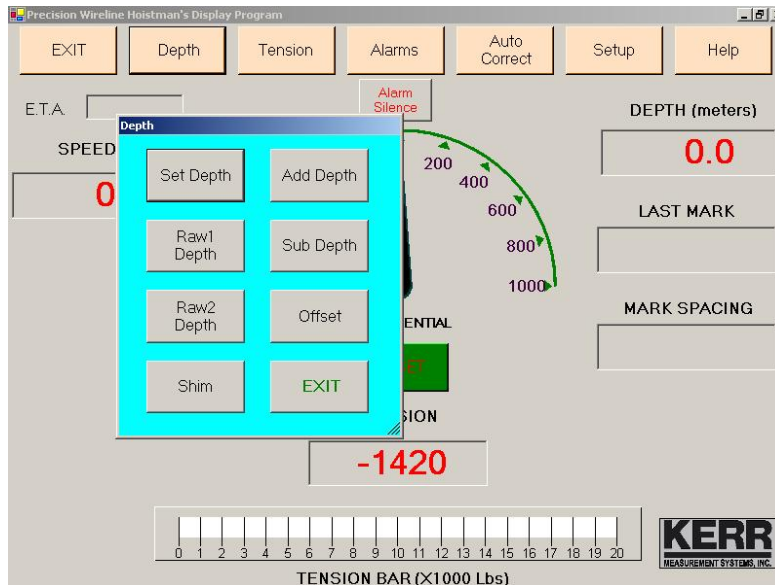 Precision Wireline Hoistman's Display Program
EXIT
Depth
Tension
Alarms
Auto
Correct
Setup
Help
E.T.A.
Alarm
Silence
DEPTH (meters)
0.0
SPEED
0
Depth
Set Depth
Add Depth
Raw1
Depth
Sub Depth
Raw2
Depth
Offset
Shim
EXIT
200
400
600
800
1000
LAST MARK
MARK SPACING
ENTIAL
ET
SION
-1420
0 1 2 3 4 5 6 7 8 9 10 11 12 13 14 15 16 17 18 19 20
TENSION BAR (X1000 Lbs)
KERR
MEASUREMENT SYSTEMS, INC.